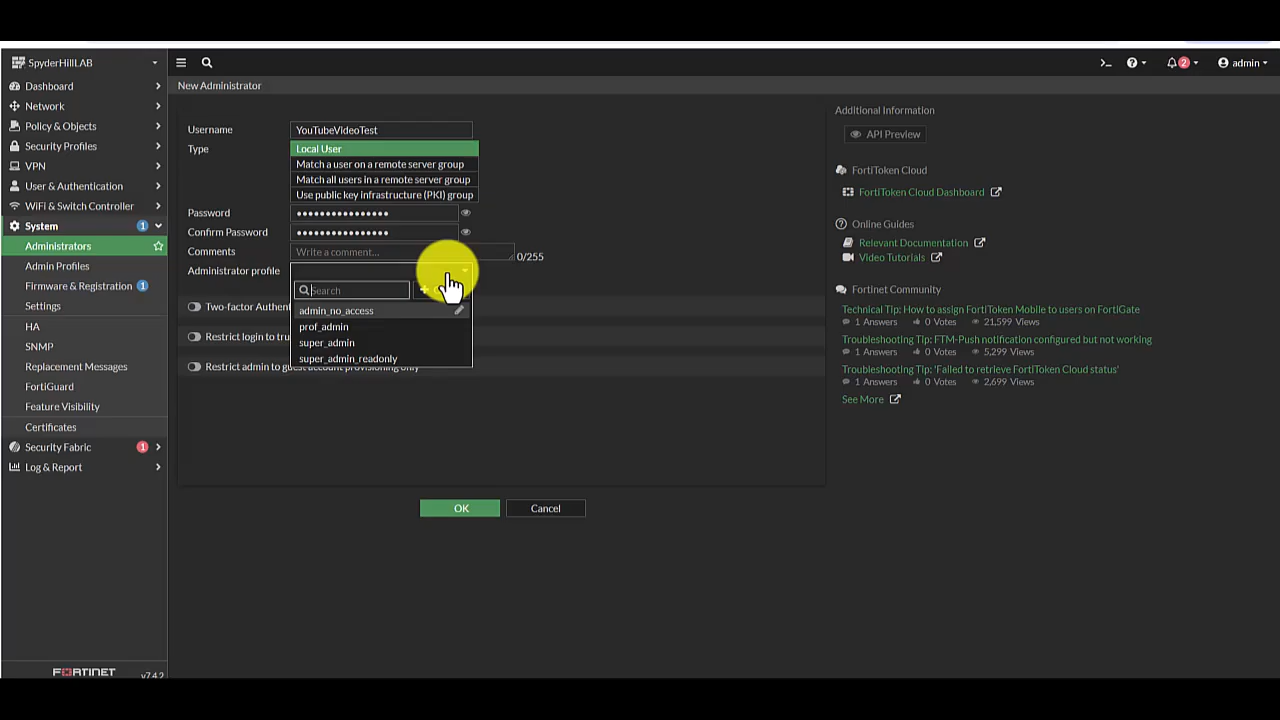 SpyderHillLAB
admin
Dashboard
Network
Policy & Objects
Security Profiles
VPN
User & Authentication
WiFi & Switch Controller
System 1
Administrators
Admin Profiles
Firmware & Registration 1
Settings
HA
SNMP
Replacement Messages
FortiGuard
Feature Visibility
Certificates
Security Fabric 1
Log & Report
FORTINET
v7.4.2
2
New Administrator
Username YouTubeVideoTest
Type Local User
Match a user on a remote server group
Match all users in a remote server group
Use public key infrastructure (PKI) group
Password ••••••••••••••••
Confirm Password ••••••••••••••••
Comments Write a comment...
0/255
Administrator profile
Search
admin_no_access
prof_admin
super_admin
super_admin_readonly
Two-factor
Restrict login to
Restrict admin to guest account provisioning only
OK Cancel
Additional Information
API Preview
FortiToken Cloud
FortiToken Cloud Dashboard
Online Guides
Relevant Documentation
Video Tutorials
Fortinet Community
Technical Tip: How to assign FortiToken Mobile to users on FortiGate
1 Answers 0 Votes 21,599 Views
Troubleshooting Tip: FTM-Push notification configured but not working
1 Answers 0 Votes 5,299 Views
Troubleshooting Tip: 'Failed to retrieve FortiToken Cloud status'
1 Answers 0 Votes 2,699 Views
See More